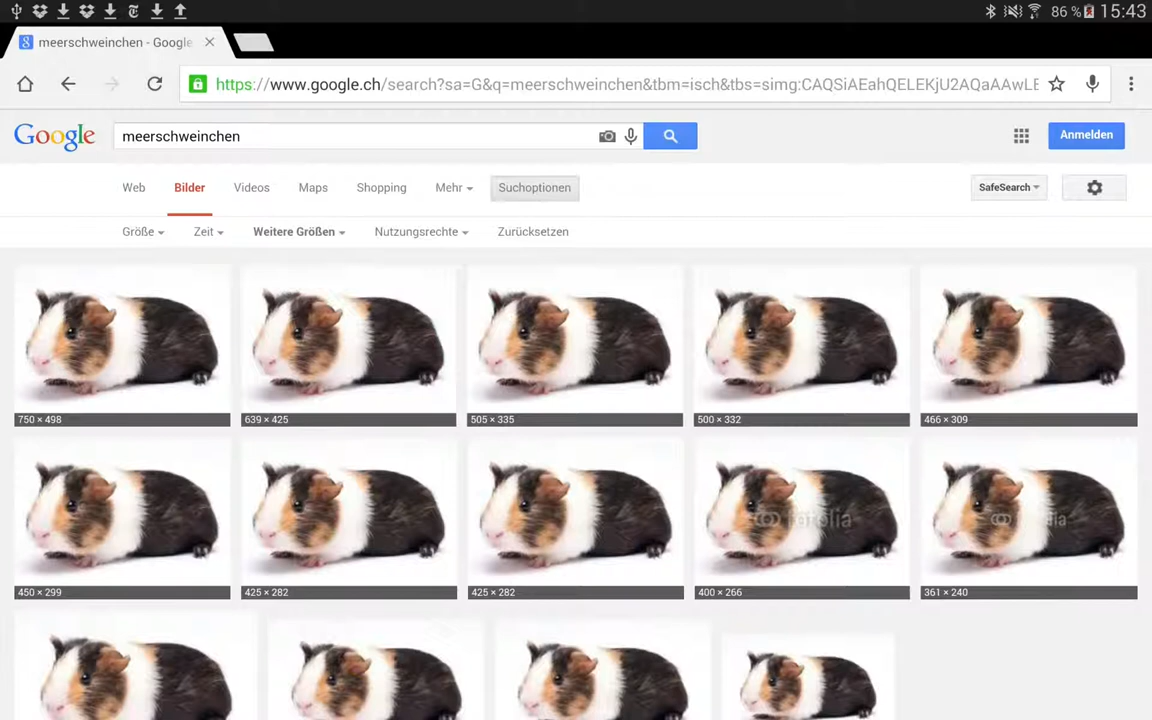 86 % 15:43
meerschweinchen - Google
https://www.google.ch/search?sa=G&q=meerschweinchen&tbm=isch&tbs=simg:CAQSiAEahQELEKjU2AQaAAwLE
Google meerschweinchen Anmelden
Web Bilder Videos Maps Shopping Mehr Suchoptionen SafeSearch
Größe Zeit Weitere Größen Nutzungsrechte Zurücksetzen
750 × 498 639 × 425 505 × 335 500 × 332 466 × 309
fotolia
450 × 299 425 × 282 425 × 282 400 × 266 361 × 240